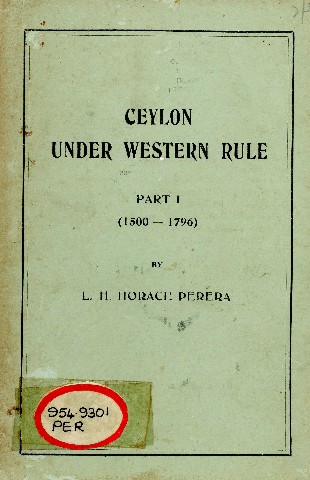 CEYLON
UNDER WESTERN RULE
PART I
(1500 — 1796)
BY
L. H. HORACE PERERA
954.9301
PER